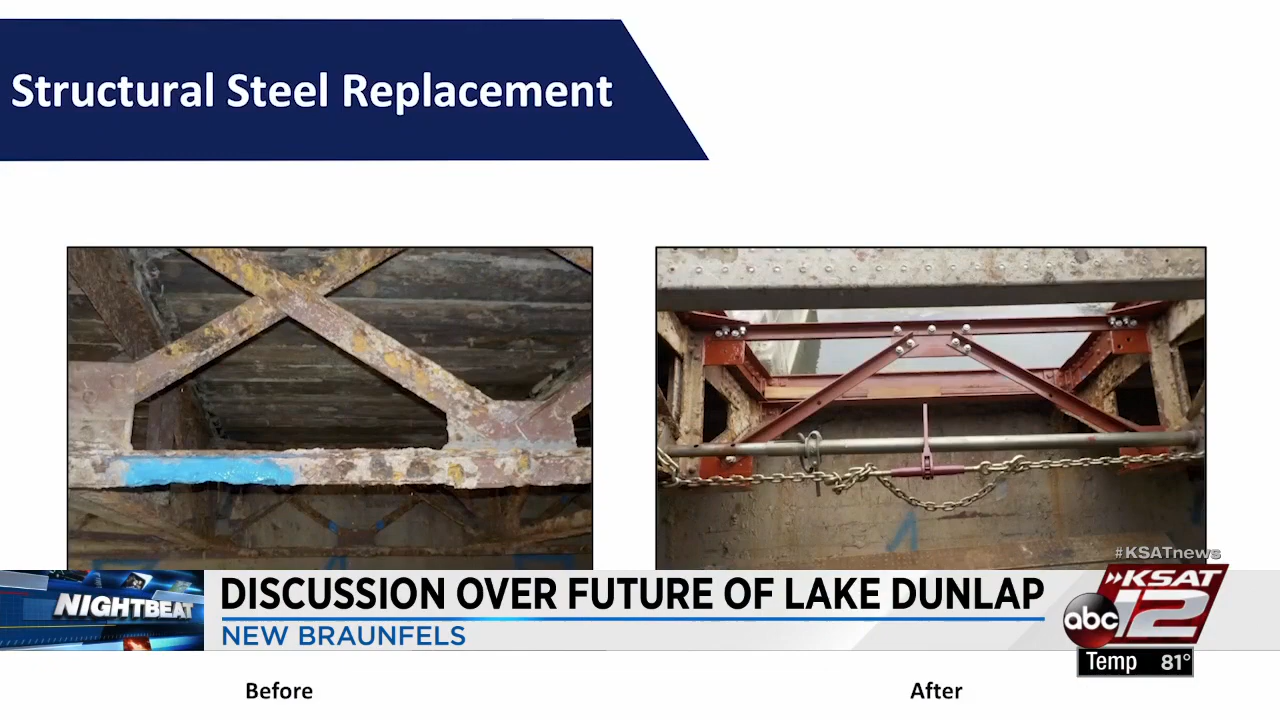 Structural Steel Replacement
#KSATnews
NIGHTBEAT
DISCUSSION OVER FUTURE OF LAKE DUNLAP
NEW BRAUNFELS
KSAT
abc 12
Temp 81°
Before
After